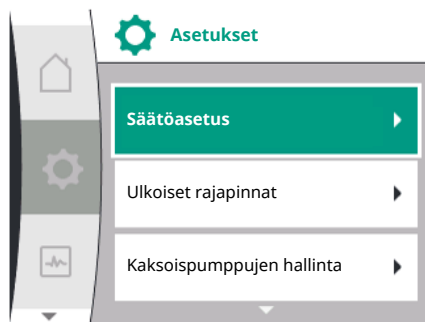 Asetukset
Säätöasetus
Ulkoiset rajapinnat
Kaksoispumppujen hallinta